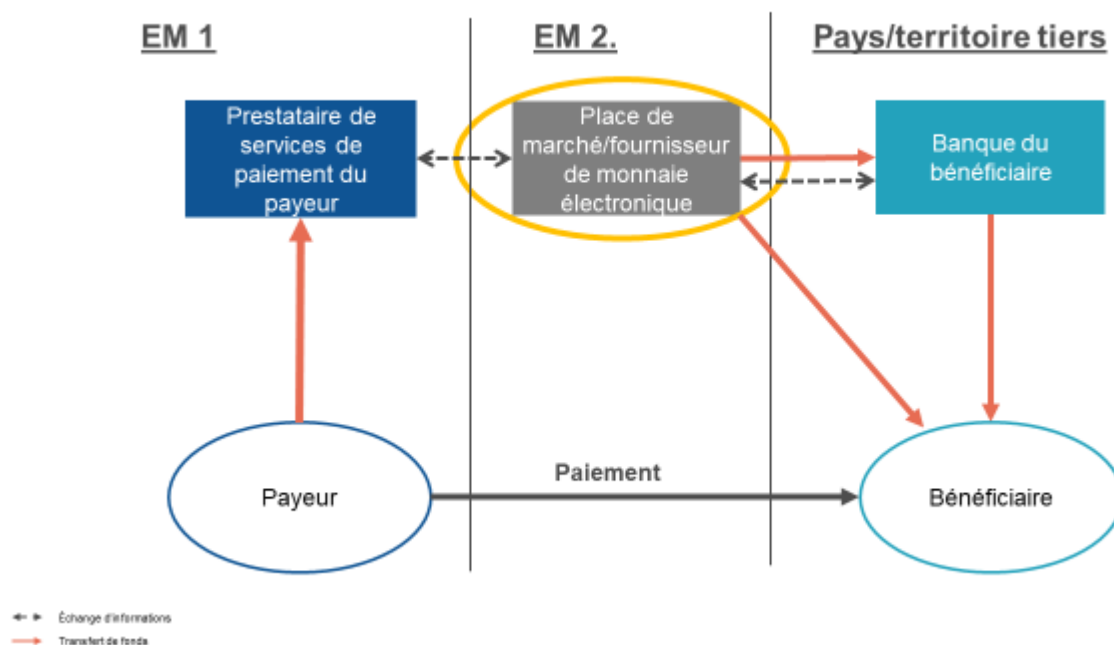 EM 1
EM 2.
Pays/territoire tiers
Prestataire de
services de
paiement du
payeur
Place de
marché/fournisseur
de monnaie
électronique
Banque du
bénéficiaire
Paiement
Payeur
Bénéficiaire
Échange d'informations
Transfert de fonds